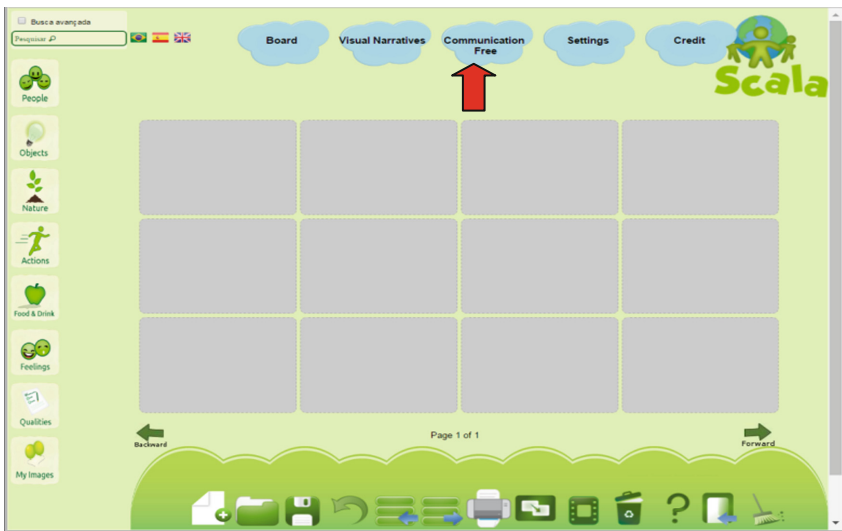 Busca avançada
Pesquisar
Board
Visual Narratives
Communication
Free
Settings
Credit
Scala
People
Objects
Nature
Actions
Food & Drink
Feelings
Qualities
My Images
Backward
Page 1 of 1
Forward
?